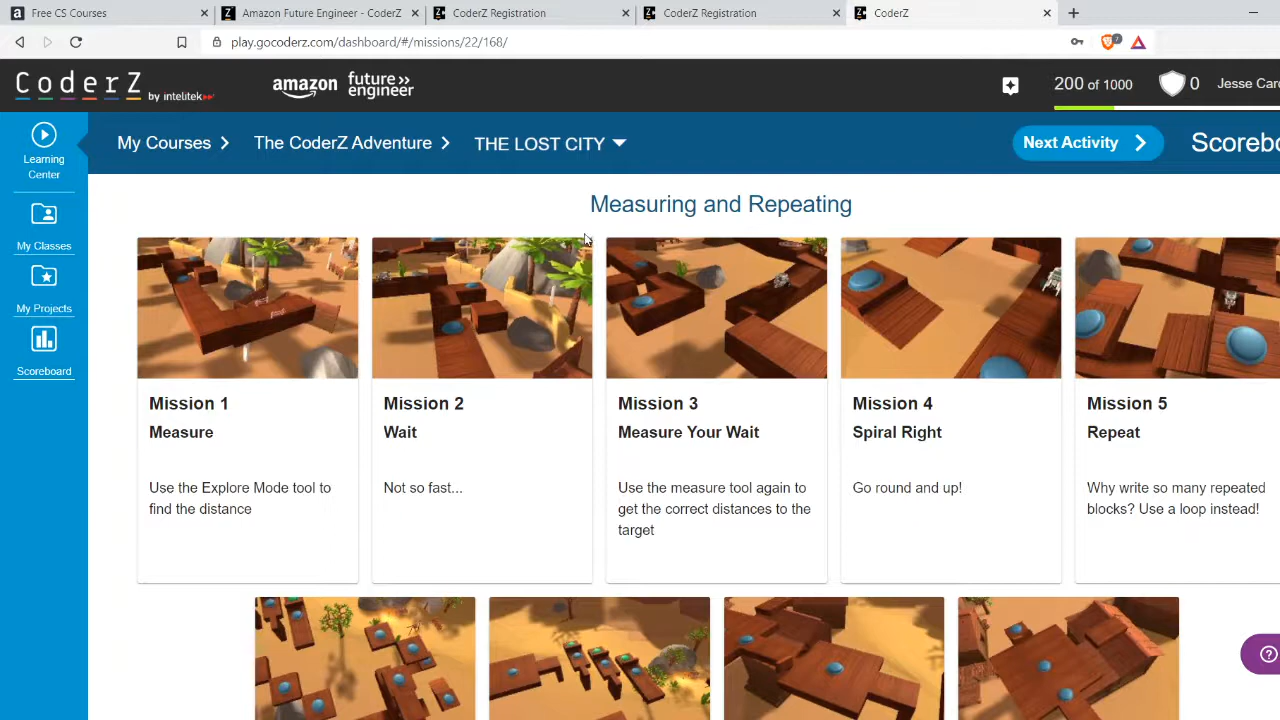 Free CS Courses
Amazon Future Engineer - CoderZ
CoderZ Registration
CoderZ Registration
CoderZ
play.gocoderz.com/dashboard/#/missions/22/168/
7
CoderZ
by intelitek
amazon
future
engineer
200 of 1000
0
Jesse Card
Learning
Center
My Courses
The CoderZ Adventure
THE LOST CITY
Next Activity
Scorebo
My Classes
My Projects
Scoreboard
Measuring and Repeating
Mission 1
Measure
Use the Explore Mode tool to
find the distance
Mission 2
Wait
Not so fast...
Mission 3
Measure Your Wait
Use the measure tool again to
get the correct distances to the
target
Mission 4
Spiral Right
Go round and up!
Mission 5
Repeat
Why write so many repeated
blocks? Use a loop instead!